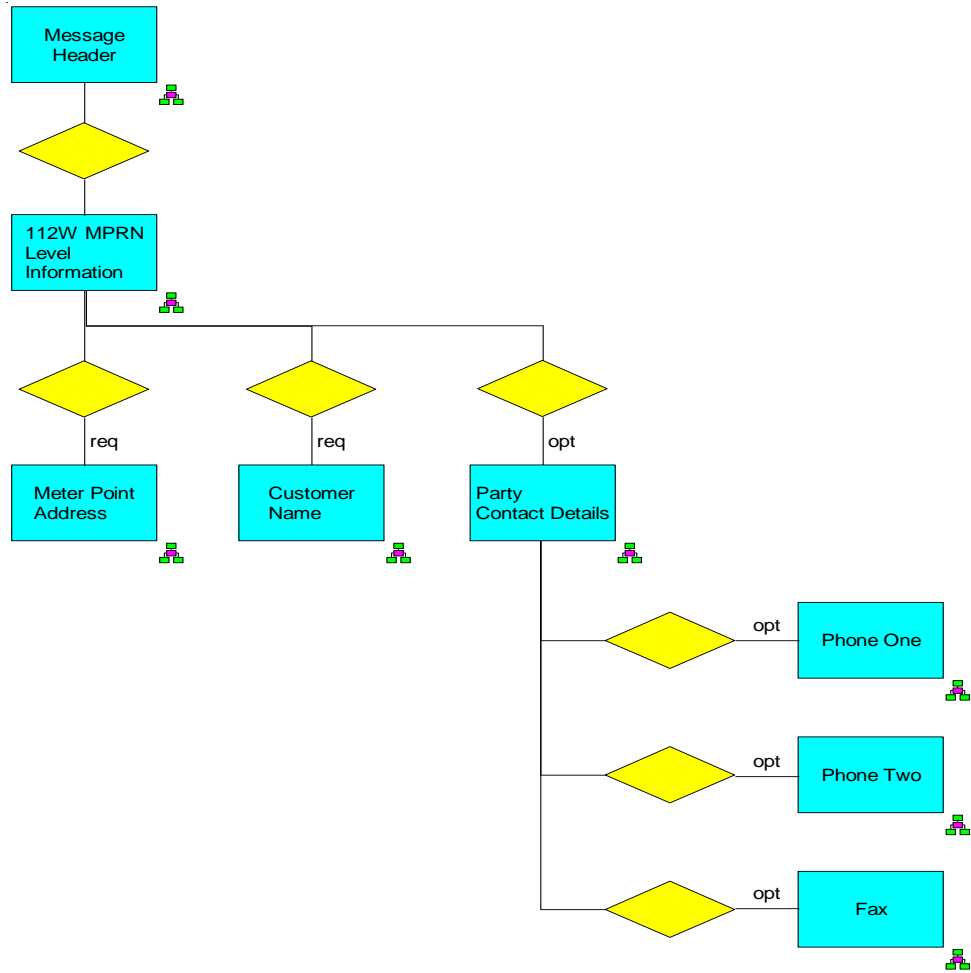 Message
Header
112W MPRN
Level
Information
req
req
opt
Meter Point
Address
Customer
Name
Party
Contact Details
opt
Phone One
opt
Phone Two
opt
Fax